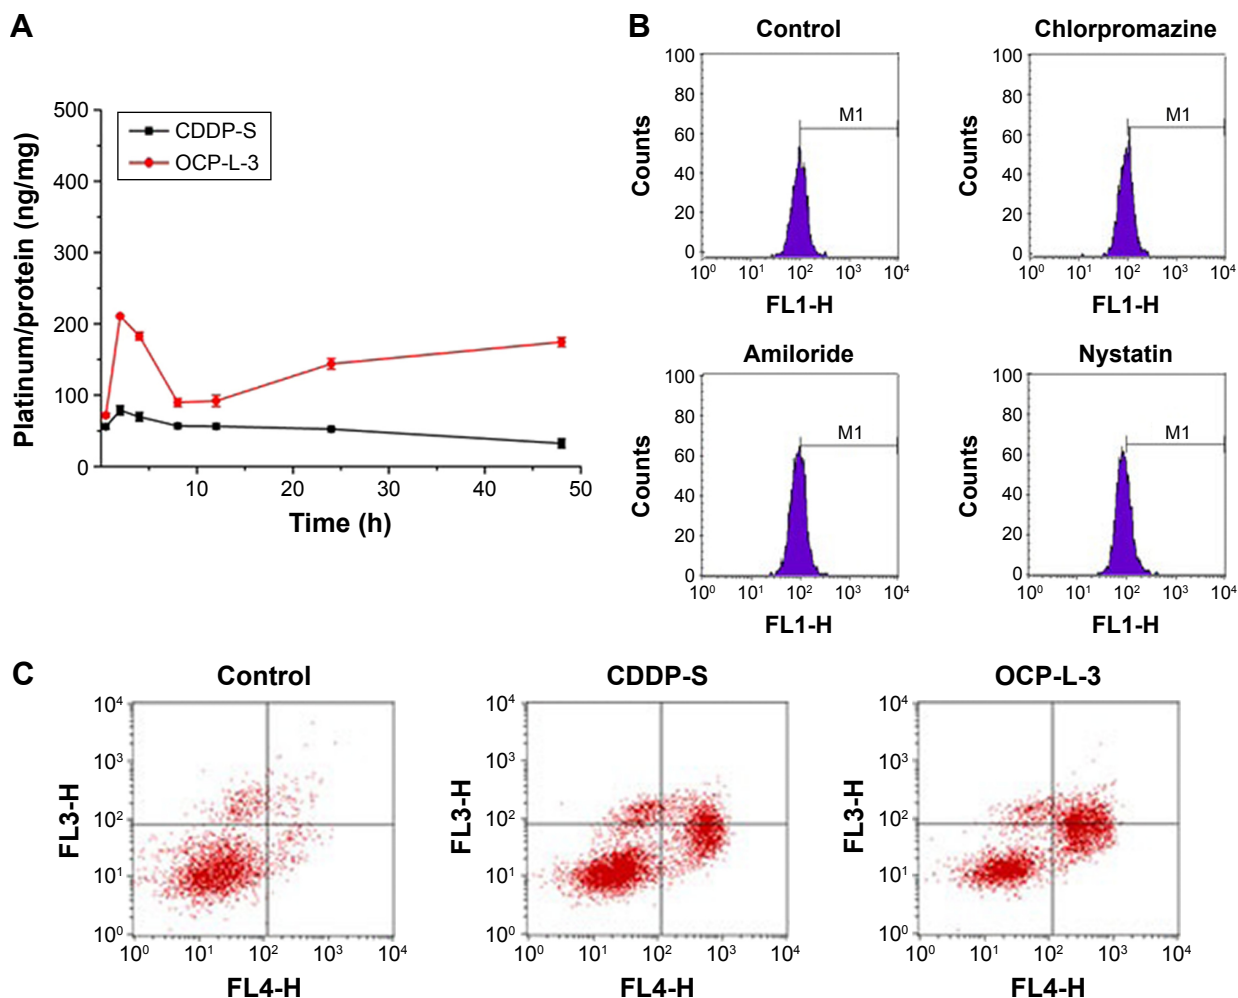 A
CDDP-S
OCP-L-3
Platinum/protein (ng/mg)
500
400
300
200
100
0
10 20 30 40 50
Time (h)
B
Control
Counts
100
80
60
40
20
0
M1
10⁰ 10¹ 10² 10³ 10⁴
FL1-H
Chlorpromazine
Counts
100
80
60
40
20
0
M1
10⁰ 10¹ 10² 10³ 10⁴
FL1-H
Amiloride
Counts
100
80
60
40
20
0
M1
10⁰ 10¹ 10² 10³ 10⁴
FL1-H
Nystatin
Counts
100
80
60
40
20
0
M1
10⁰ 10¹ 10² 10³ 10⁴
FL1-H
C
Control
FL3-H
10⁴
10³
10²
10¹
10⁰
10⁰ 10¹ 10² 10³ 10⁴
FL4-H
CDDP-S
FL3-H
10⁴
10³
10²
10¹
10⁰
10⁰ 10¹ 10² 10³ 10⁴
FL4-H
OCP-L-3
FL3-H
10⁴
10³
10²
10¹
10⁰
10⁰ 10¹ 10² 10³ 10⁴
FL4-H